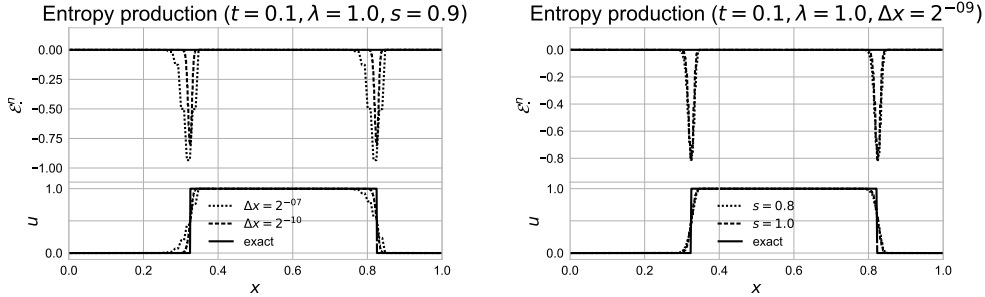 Entropy production (t = 0.1, λ = 1.0, s = 0.9)
0.00
−0.25
−0.50
−0.75
−1.00
ℰⁿ.
1.0
0.0
u
Δx = 2⁻⁰⁷
Δx = 2⁻¹⁰
exact
0.0 0.2 0.4 0.6 0.8 1.0
x
Entropy production (t = 0.1, λ = 1.0, Δx = 2⁻⁰⁹)
0.00
−0.2
−0.4
−0.6
−0.8
ℰⁿ.
1.0
0.0
u
s = 0.8
s = 1.0
exact
0.0 0.2 0.4 0.6 0.8 1.0
x